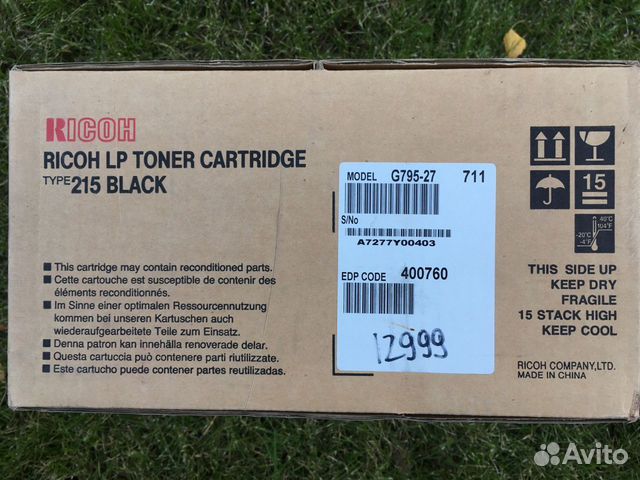 RICOH
RICOH LP TONER CARTRIDGE
TYPE 215 BLACK
MODEL G795-27 711
S/No
A7277Y00403
EDP CODE 400760
12999
15
40°C
104°F
-20°C
-4°F
THIS SIDE UP
KEEP DRY
FRAGILE
15 STACK HIGH
KEEP COOL
RICOH COMPANY,LTD.
MADE IN CHINA
■ This cartridge may contain reconditioned parts.
■ Cette cartouche est susceptible de contenir des
éléments reconditionnés.
■ Im Sinne einer optimalen Ressourcennutzung
kommen bei unseren Kartuschen auch
wiederaufgearbeitete Teile zum Einsatz.
■ Denna patron kan innehålla renoverade delar.
■ Questa cartuccia può contenere parti riutilizzate.
■ Este cartucho puede contener partes reutilizadas.
Avito